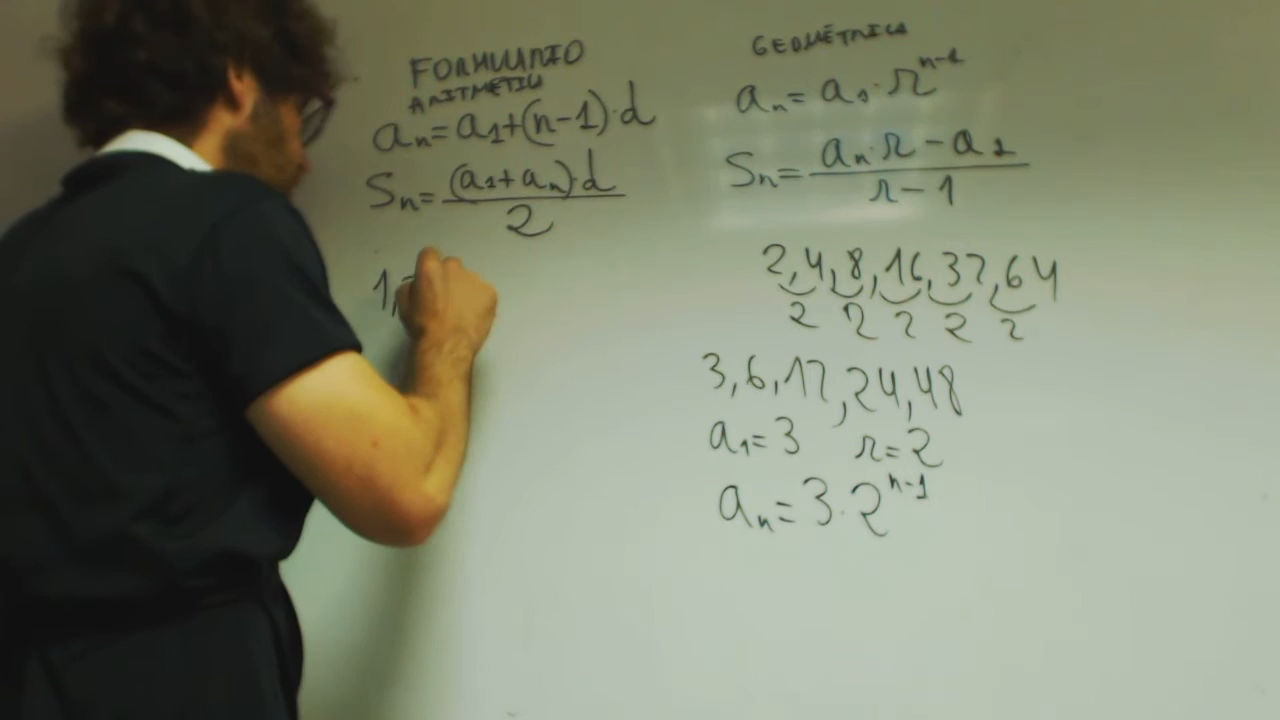 FORMULARIO
ARITMÉTICA
aₙ=a₁+(n-1)·d
Sₙ=(a₁+aₙ)·d
2
1,
GEOMÉTRICA
aₙ=a₁·r^(n-1)
Sₙ=aₙ·r-a₁
r-1
2,4,8,16,32,64
2 2 2 2 2
3,6,12,24,48
a₁=3 r=2
aₙ=3·2^(n-1)